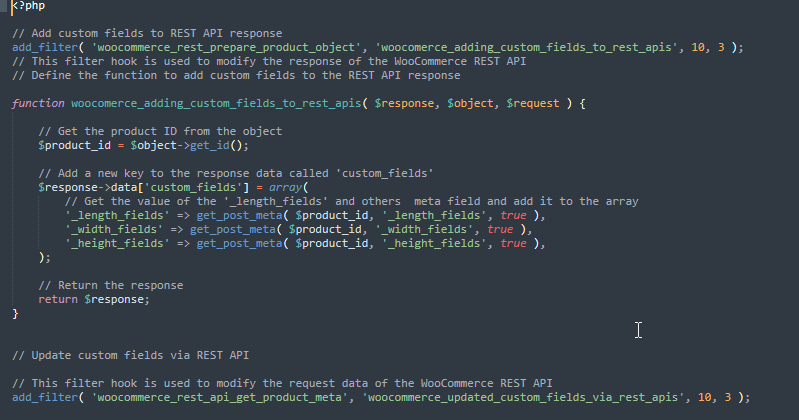 <?php
// Add custom fields to REST API response
add_filter( 'woocommerce_rest_prepare_product_object', 'woocomerce_adding_custom_fields_to_rest_apis', 10, 3 );
// This filter hook is used to modify the response of the WooCommerce REST API
// Define the function to add custom fields to the REST API response
function woocomerce_adding_custom_fields_to_rest_apis( $response, $object, $request ) {
// Get the product ID from the object
$product_id = $object->get_id();
// Add a new key to the response data called 'custom_fields'
$response->data['custom_fields'] = array(
// Get the value of the '_length_fields' and others  meta field and add it to the array
'_length_fields' => get_post_meta( $product_id, '_length_fields', true ),
'_width_fields' => get_post_meta( $product_id, '_width_fields', true ),
'_height_fields' => get_post_meta( $product_id, '_height_fields', true ),
);
// Return the response
return $response;
}
// Update custom fields via REST API
// This filter hook is used to modify the request data of the WooCommerce REST API
add_filter( 'woocommerce_rest_api_get_product_meta', 'woocommerce_updated_custom_fields_via_rest_apis', 10, 3 );